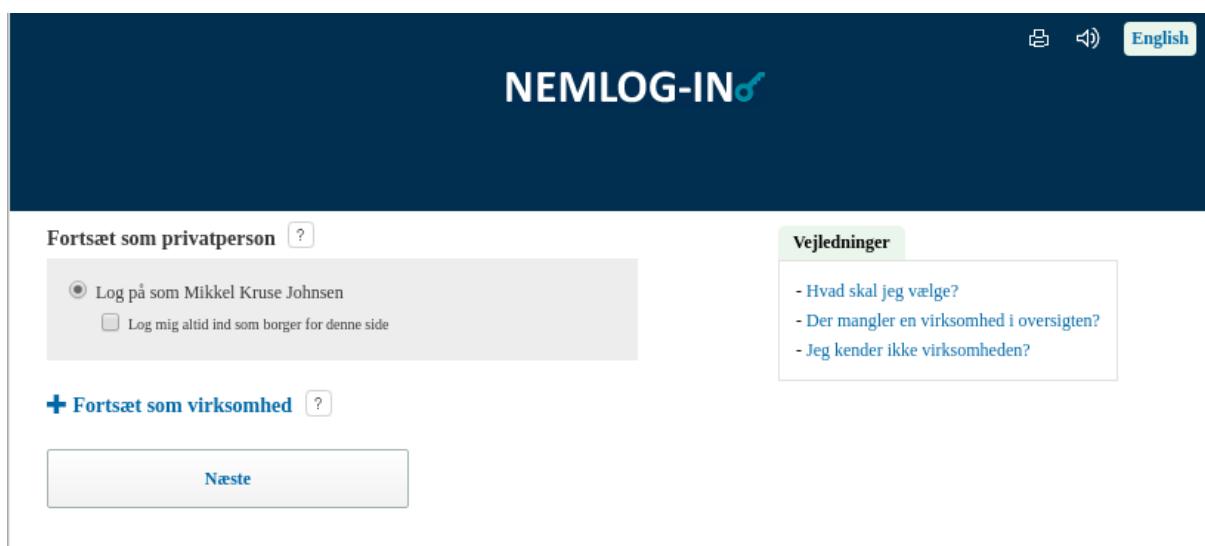 English
NEMLOG-IN
Fortsæt som privatperson ?
Log på som Mikkel Kruse Johnsen
Log mig altid ind som borger for denne side
Fortsæt som virksomhed ?
Næste
Vejledninger
- Hvad skal jeg vælge?
- Der mangler en virksomhed i oversigten?
- Jeg kender ikke virksomheden?